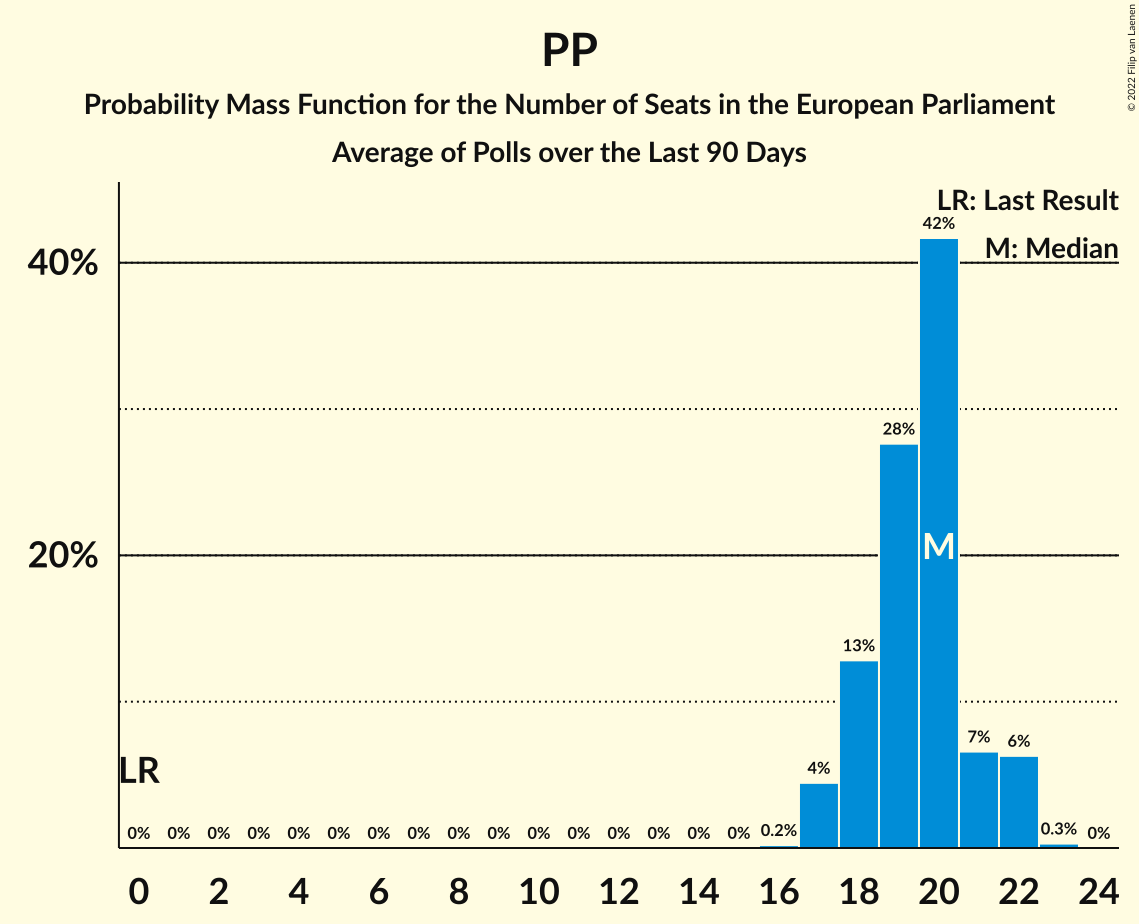 PP
Probability Mass Function for the Number of Seats in the European Parliament
Average of Polls over the Last 90 Days
© 2022 Filip van Laenen
LR: Last Result
M: Median
40%
20%
LR
M
0% 0% 0% 0% 0% 0% 0% 0% 0% 0% 0% 0% 0% 0% 0% 0% 0.2% 4% 13% 28% 42% 7% 6% 0.3% 0%
0 2 4 6 8 10 12 14 16 18 20 22 24